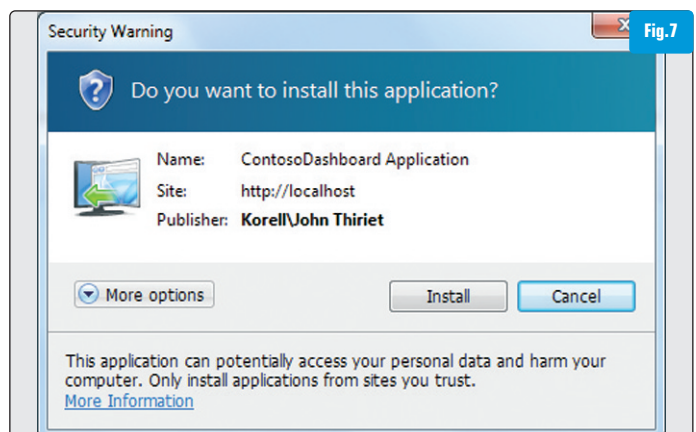 Security Warning
Fig.7
Do you want to install this application?
Name: ContosoDashboard Application
Site: http://localhost
Publisher: Korell\John Thiriet
More options
Install
Cancel
This application can potentially access your personal data and harm your
computer. Only install applications from sites you trust.
More Information